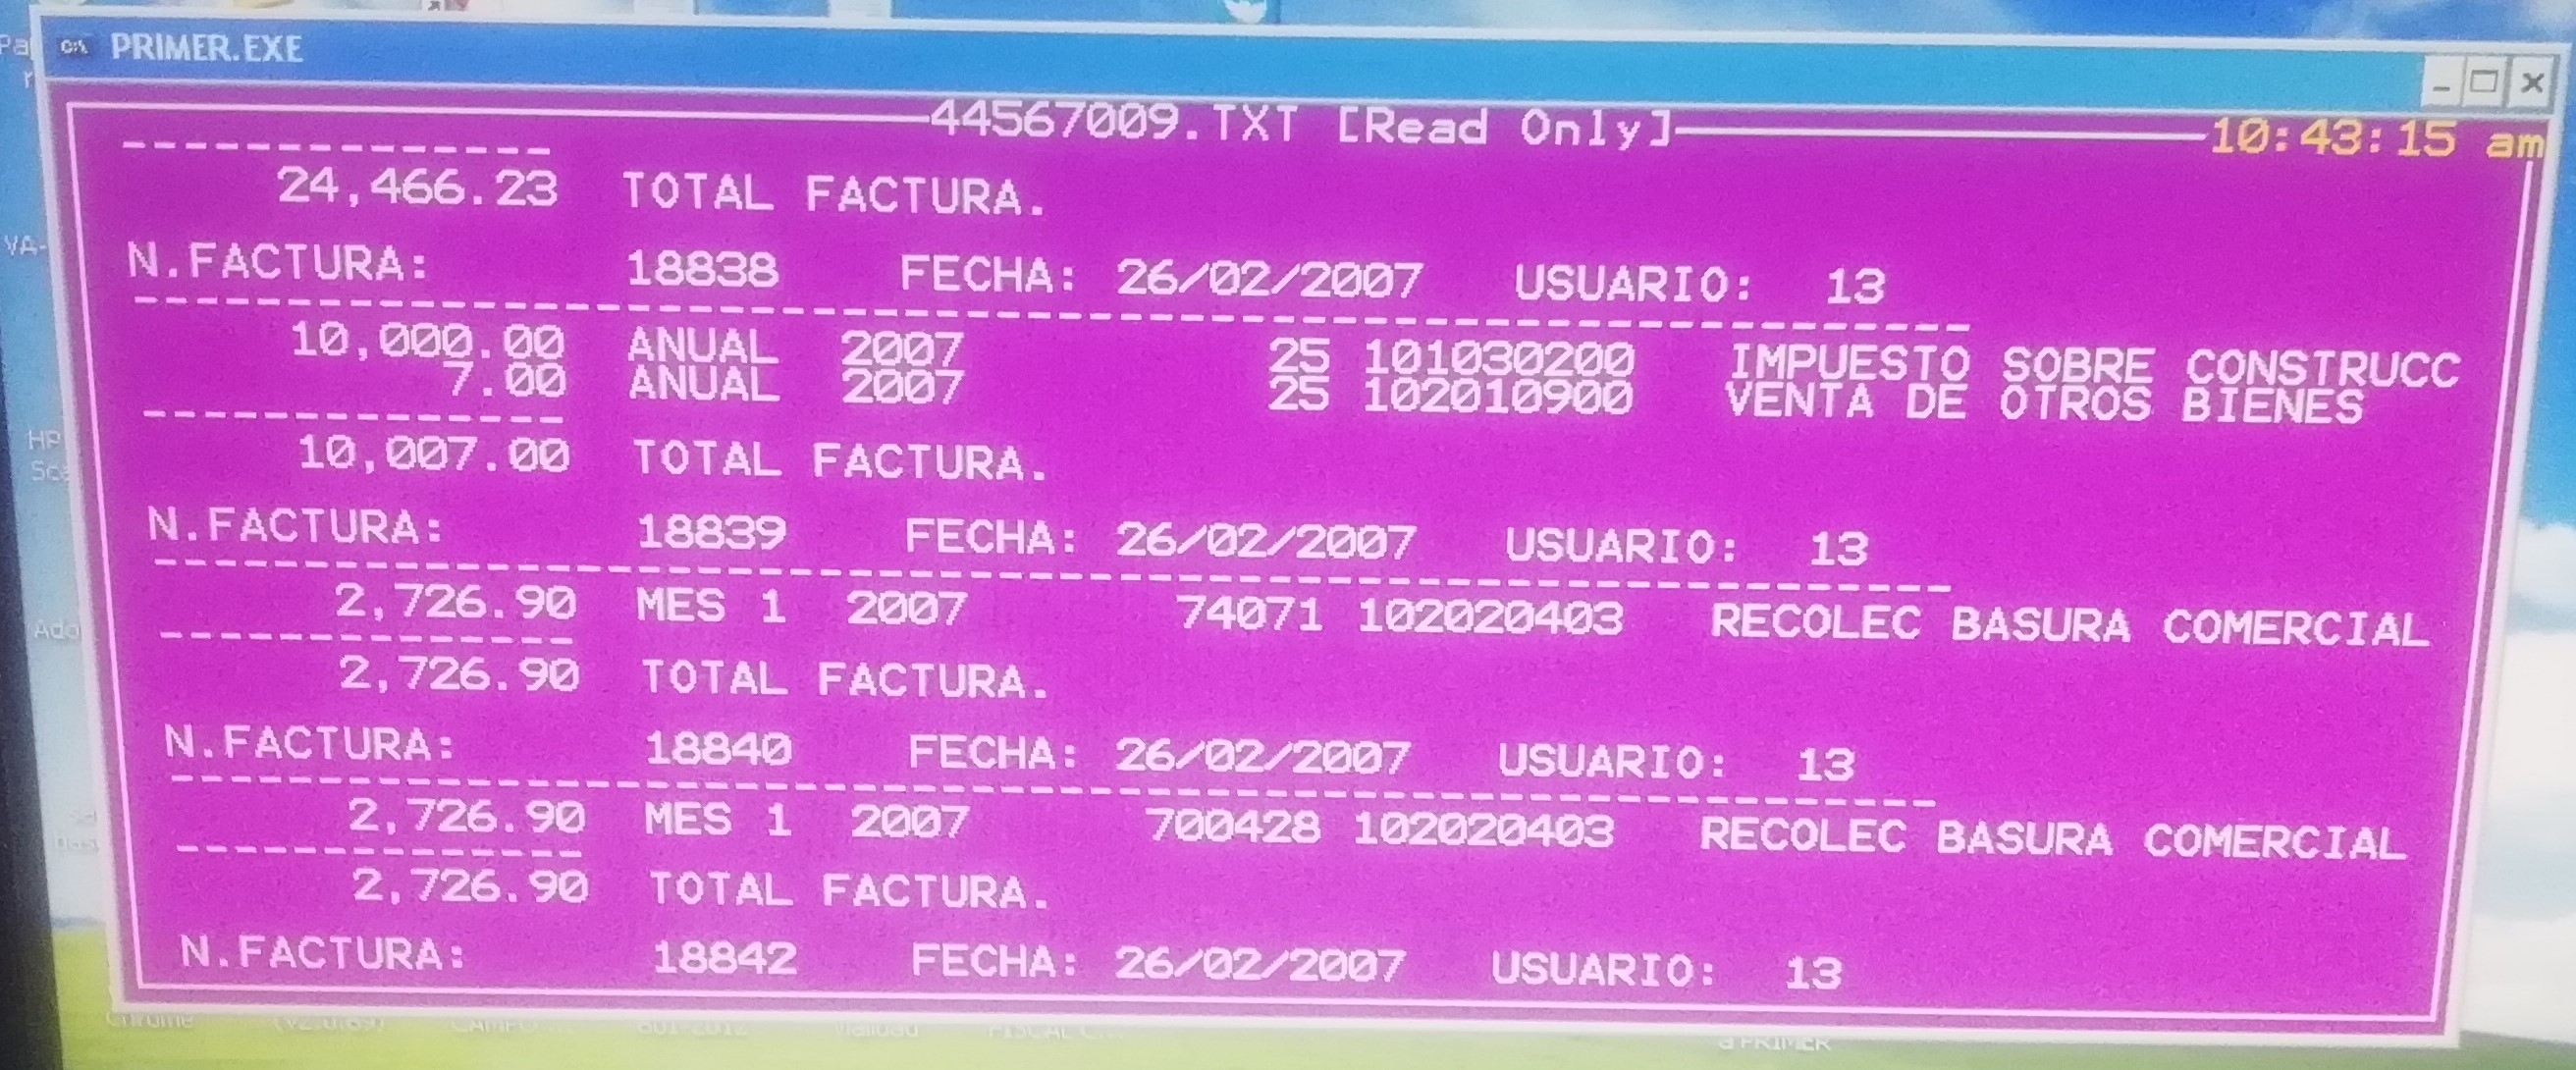 PRIMER.EXE
44567009.TXT [Read Only] 10:43:15 am
--------------
24,466.23 TOTAL FACTURA.
N.FACTURA: 18838 FECHA: 26/02/2007 USUARIO: 13
-------------------------------------------------------------
10,000.00 ANUAL 2007 25 101030200 IMPUESTO SOBRE CONSTRUCC
7.00 ANUAL 2007 25 102010900 VENTA DE OTROS BIENES
--------------
10,007.00 TOTAL FACTURA.
N.FACTURA: 18839 FECHA: 26/02/2007 USUARIO: 13
-------------------------------------------------------------
2,726.90 MES 1 2007 74071 102020403 RECOLEC BASURA COMERCIAL
--------------
2,726.90 TOTAL FACTURA.
N.FACTURA: 18840 FECHA: 26/02/2007 USUARIO: 13
-------------------------------------------------------------
2,726.90 MES 1 2007 700428 102020403 RECOLEC BASURA COMERCIAL
--------------
2,726.90 TOTAL FACTURA.
N.FACTURA: 18842 FECHA: 26/02/2007 USUARIO: 13
VA-
HP